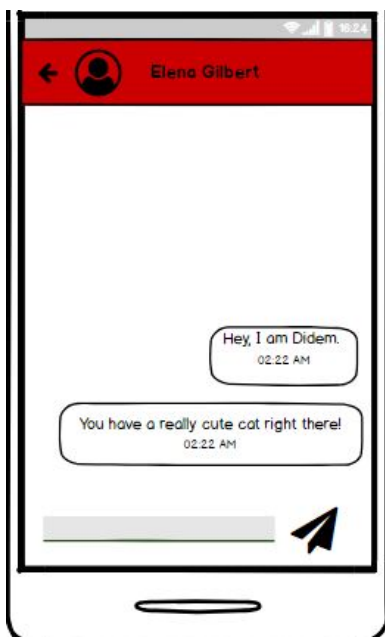 16:24
Elena Gilbert
Hey, I am Didem.
02:22 AM
You have a really cute cat right there!
02:22 AM